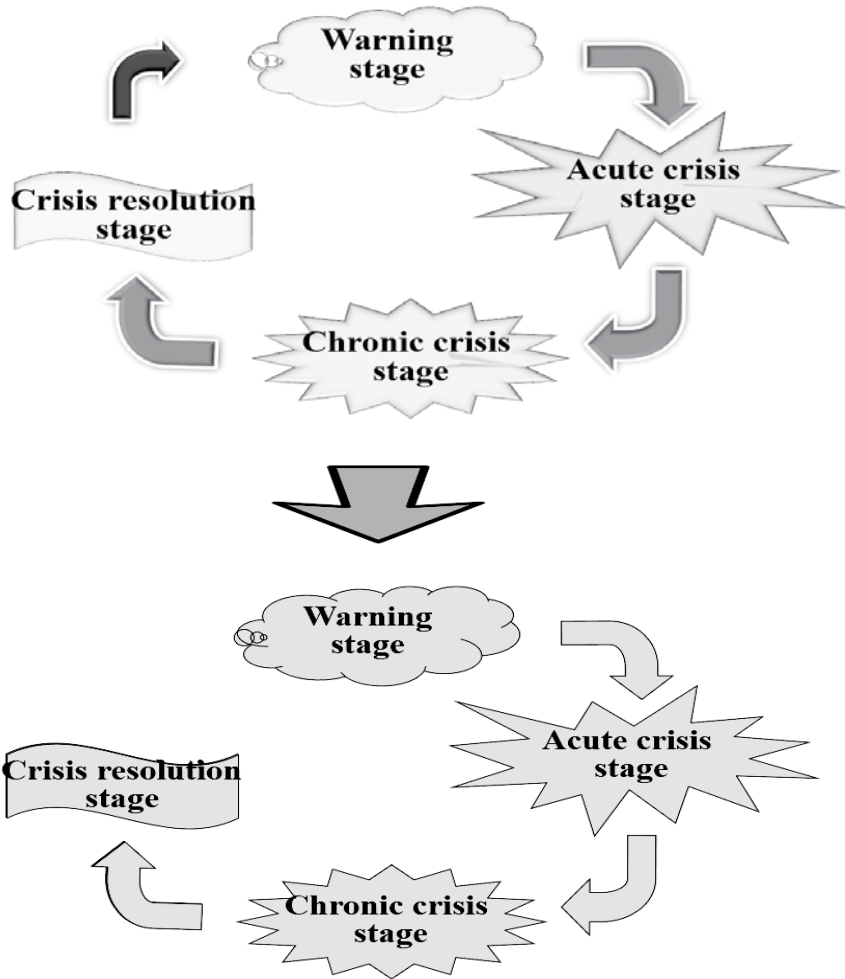 Warning
stage
Acute crisis
stage
Crisis resolution
stage
Chronic crisis
stage
Warning
stage
Acute crisis
stage
Crisis resolution
stage
Chronic crisis
stage